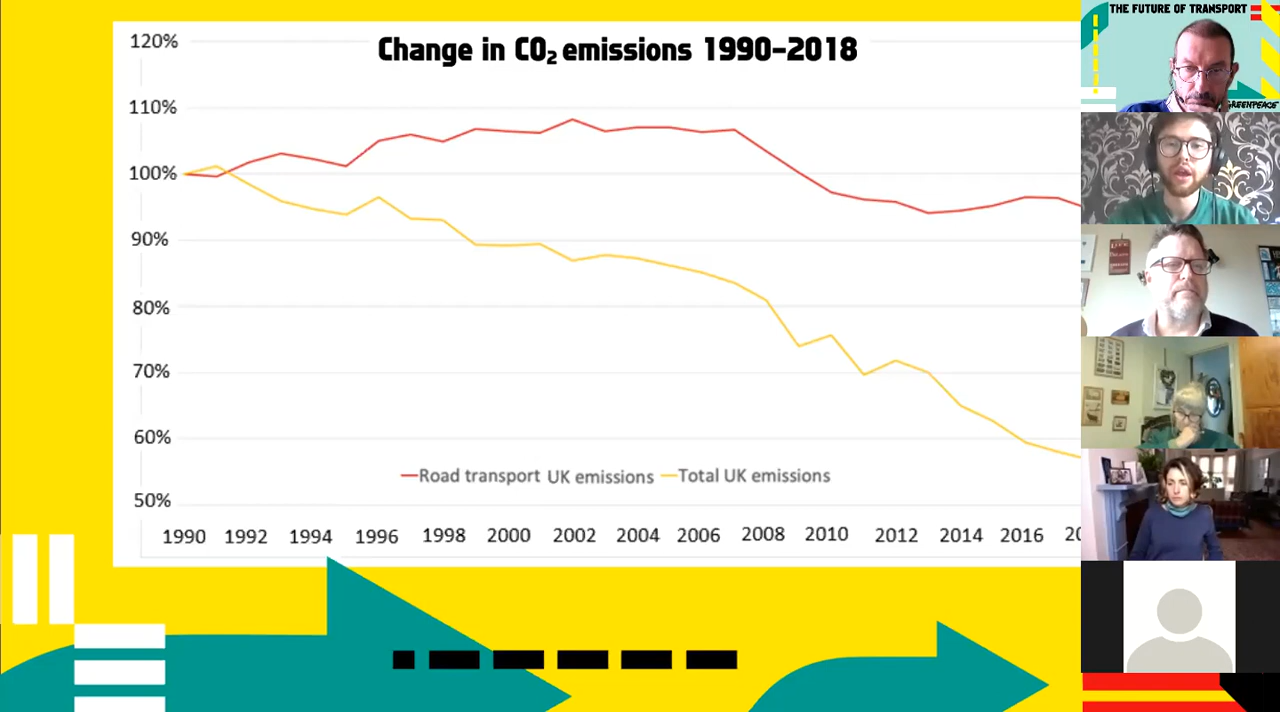 Change in CO₂ emissions 1990–2018
120%
110%
100%
90%
80%
70%
60%
50%
Road transport UK emissions Total UK emissions
1990 1992 1994 1996 1998 2000 2002 2004 2006 2008 2010 2012 2014 2016 20
THE FUTURE OF TRANSPORT
GREENPEACE